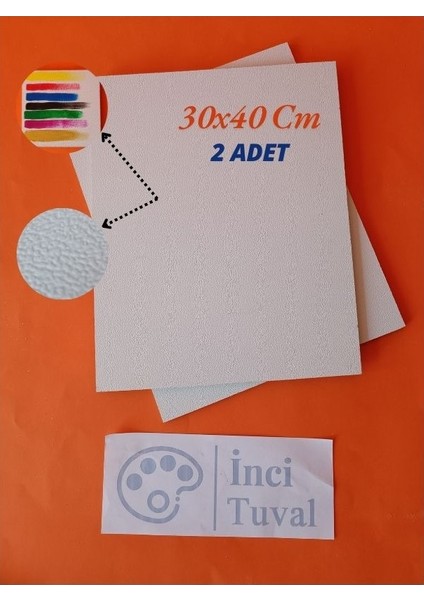 30x40 Cm
2 ADET
İnci
Tuval